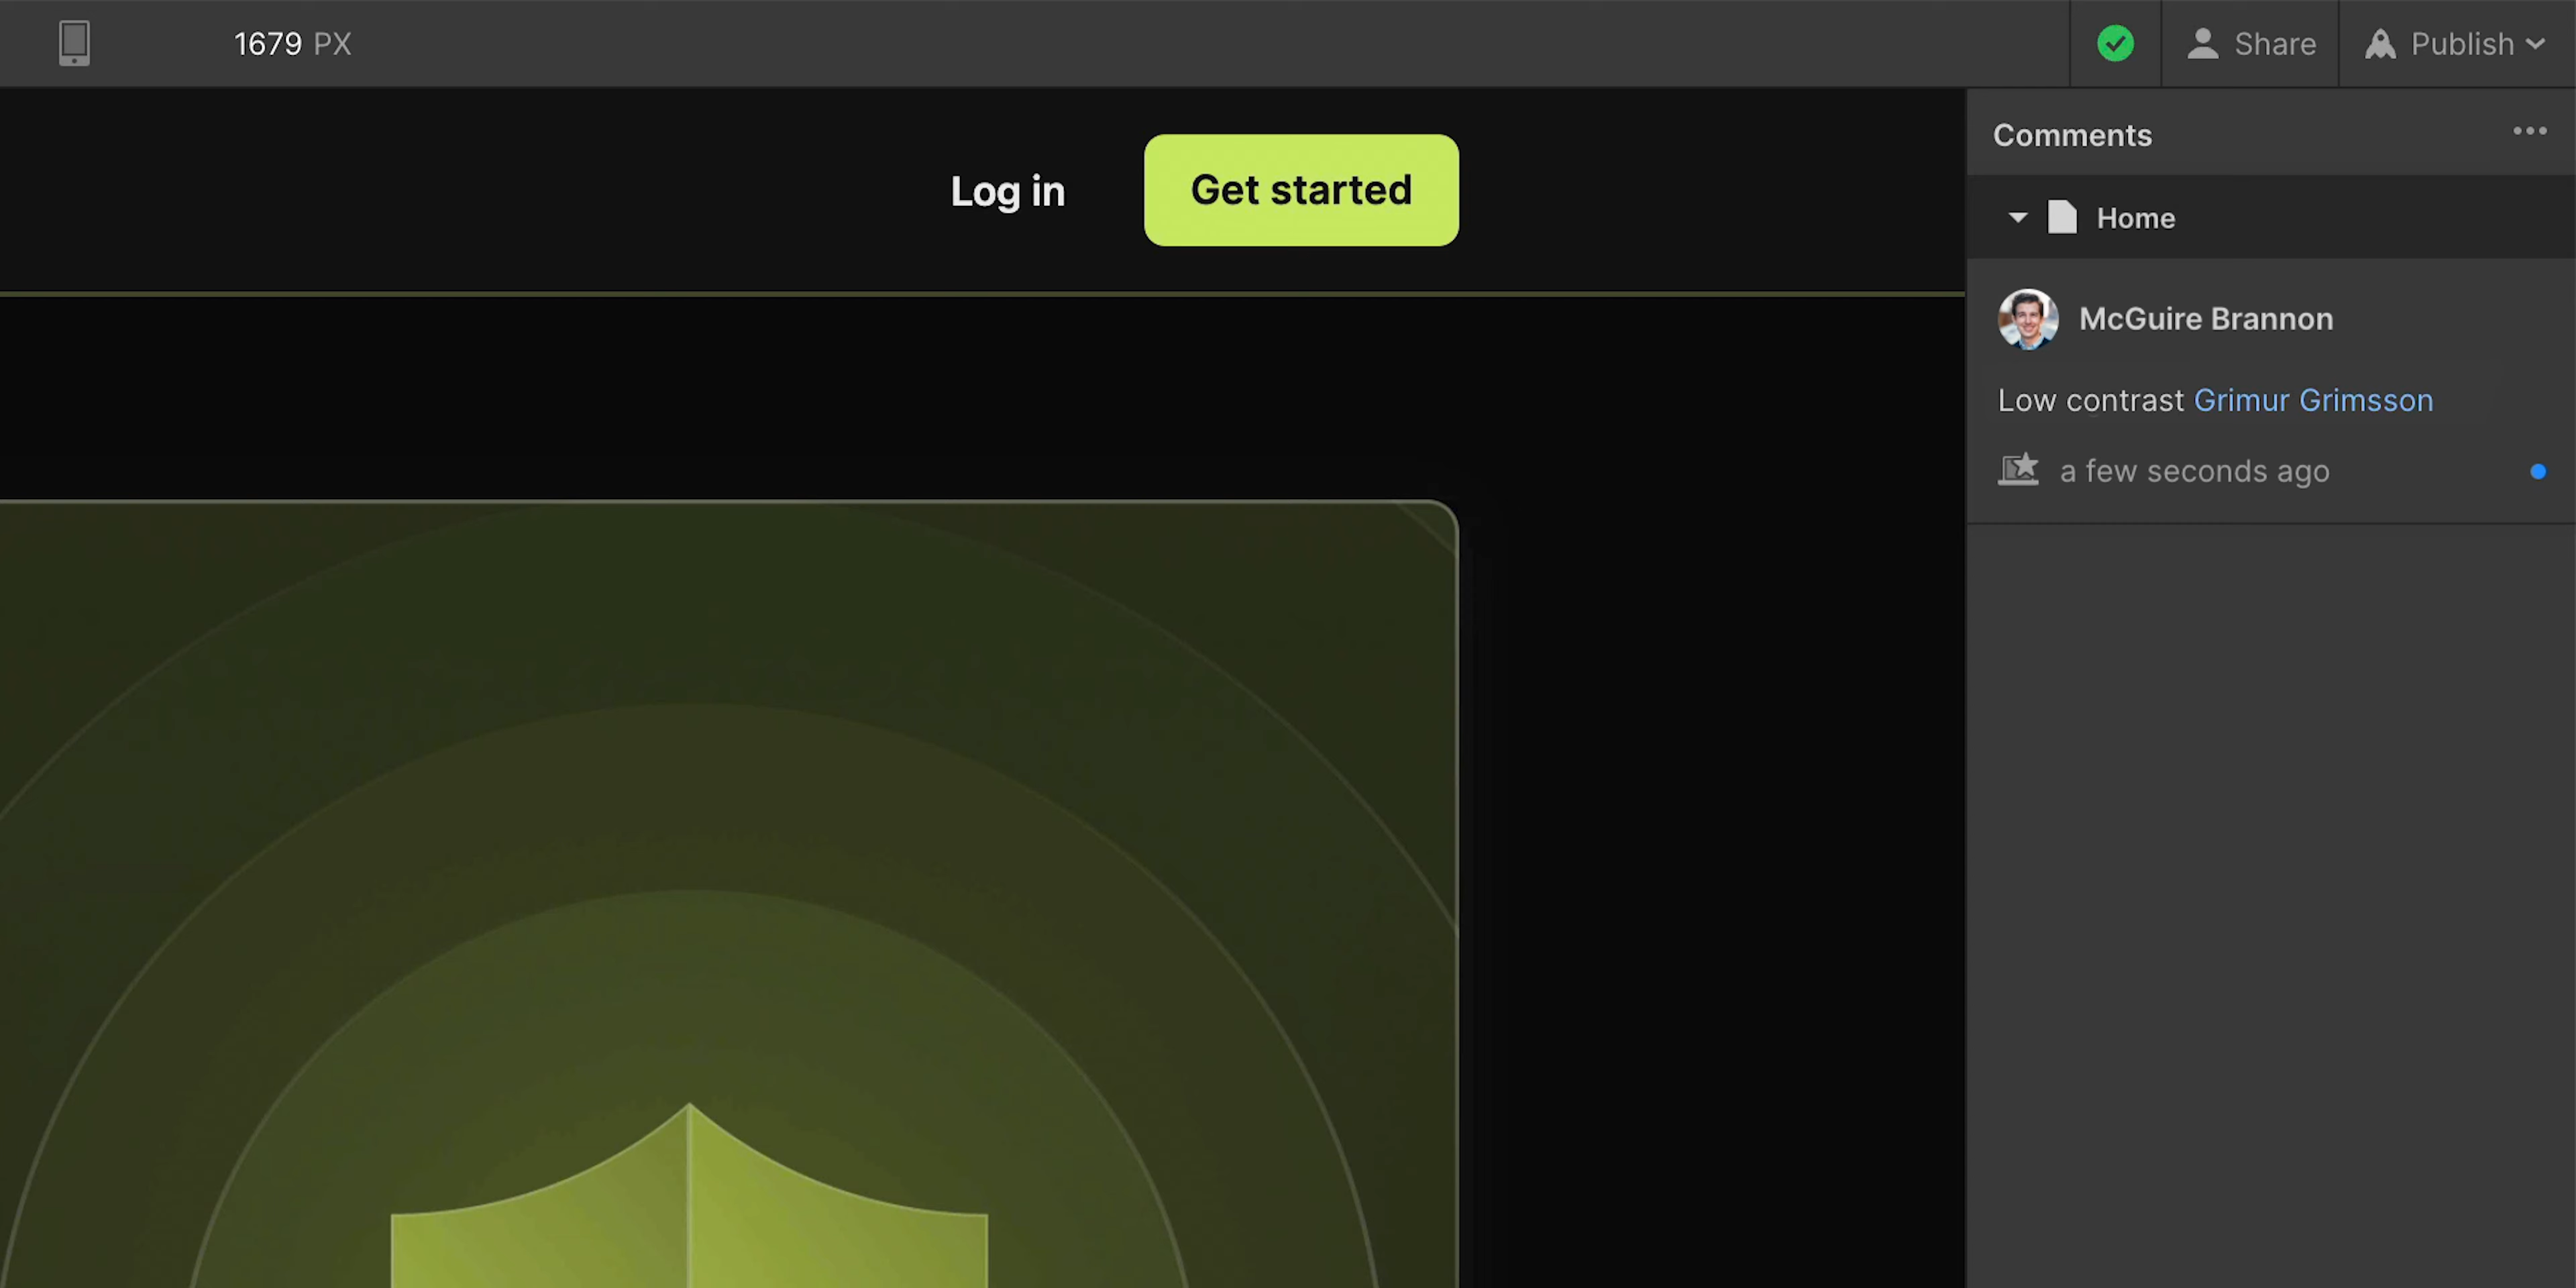 1679 PX
Share
Publish
Log in
Get started
Comments
Home
McGuire Brannon
Low contrast Grimur Grimsson
a few seconds ago